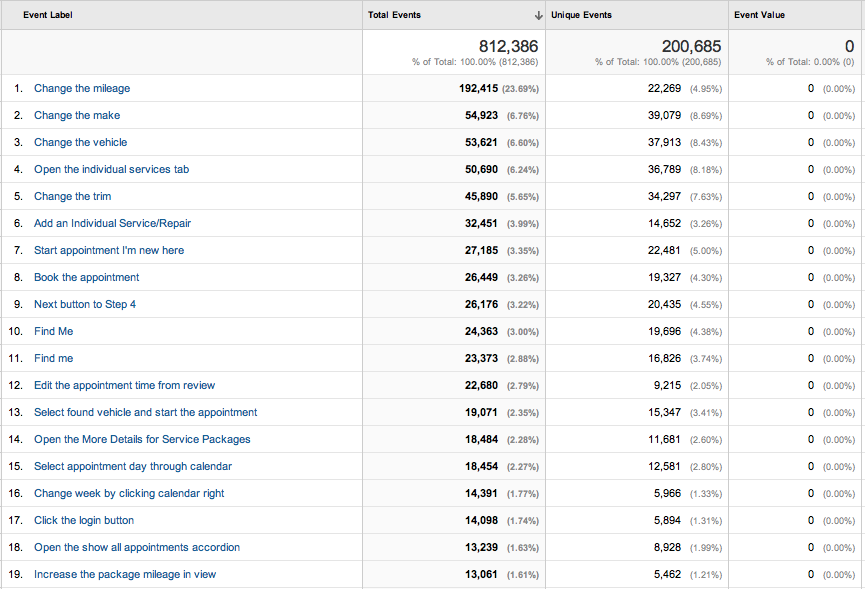 Event Label Total Events Unique Events Event Value
812,386 200,685 0
% of Total: 100.00% (812,386) % of Total: 100.00% (200,685) % of Total: 0.00% (0)
1. Change the mileage 192,415 (23.69%) 22,269 (4.95%) 0 (0.00%)
2. Change the make 54,923 (6.76%) 39,079 (8.69%) 0 (0.00%)
3. Change the vehicle 53,621 (6.60%) 37,913 (8.43%) 0 (0.00%)
4. Open the individual services tab 50,690 (6.24%) 36,789 (8.18%) 0 (0.00%)
5. Change the trim 45,890 (5.65%) 34,297 (7.63%) 0 (0.00%)
6. Add an Individual Service/Repair 32,451 (3.99%) 14,652 (3.26%) 0 (0.00%)
7. Start appointment I'm new here 27,185 (3.35%) 22,481 (5.00%) 0 (0.00%)
8. Book the appointment 26,449 (3.26%) 19,327 (4.30%) 0 (0.00%)
9. Next button to Step 4 26,176 (3.22%) 20,435 (4.55%) 0 (0.00%)
10. Find Me 24,363 (3.00%) 19,696 (4.38%) 0 (0.00%)
11. Find me 23,373 (2.88%) 16,826 (3.74%) 0 (0.00%)
12. Edit the appointment time from review 22,680 (2.79%) 9,215 (2.05%) 0 (0.00%)
13. Select found vehicle and start the appointment 19,071 (2.35%) 15,347 (3.41%) 0 (0.00%)
14. Open the More Details for Service Packages 18,484 (2.28%) 11,681 (2.60%) 0 (0.00%)
15. Select appointment day through calendar 18,454 (2.27%) 12,581 (2.80%) 0 (0.00%)
16. Change week by clicking calendar right 14,391 (1.77%) 5,966 (1.33%) 0 (0.00%)
17. Click the login button 14,098 (1.74%) 5,894 (1.31%) 0 (0.00%)
18. Open the show all appointments accordion 13,239 (1.63%) 8,928 (1.99%) 0 (0.00%)
19. Increase the package mileage in view 13,061 (1.61%) 5,462 (1.21%) 0 (0.00%)